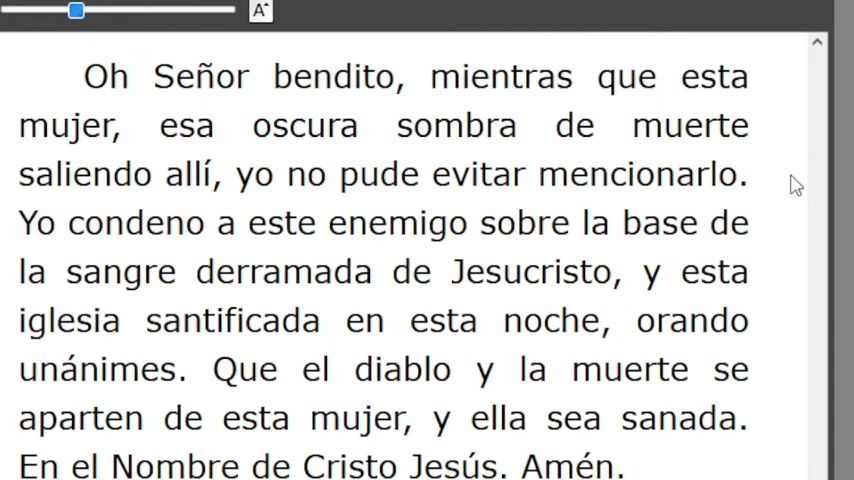 A
Oh Señor bendito, mientras que esta
mujer, esa oscura sombra de muerte
saliendo allí, yo no pude evitar mencionarlo.
Yo condeno a este enemigo sobre la base de
la sangre derramada de Jesucristo, y esta
iglesia santificada en esta noche, orando
unánimes. Que el diablo y la muerte se
aparten de esta mujer, y ella sea sanada.
En el Nombre de Cristo Jesús. Amén.